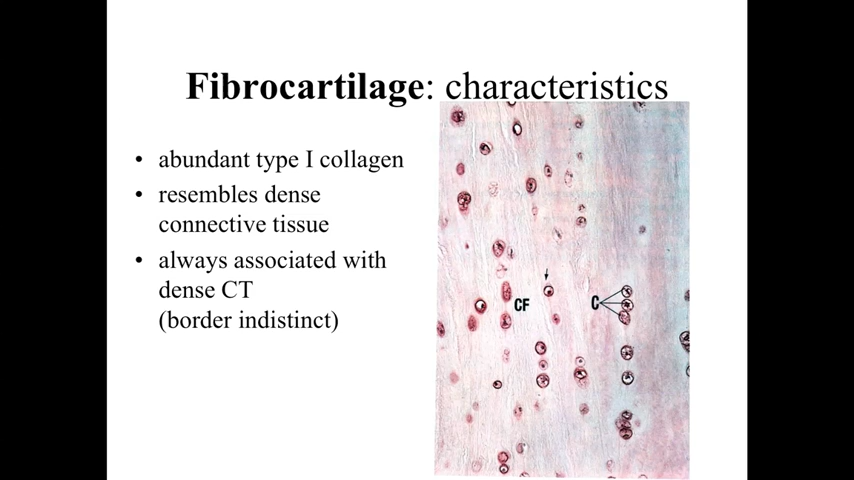 Fibrocartilage: characteristics
• abundant type I collagen
• resembles dense
connective tissue
• always associated with
dense CT
(border indistinct)
CF
C